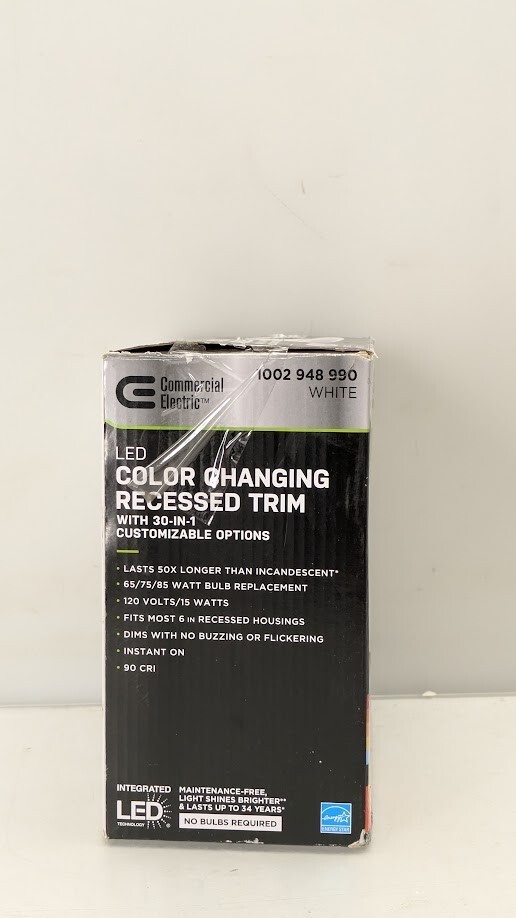 Commercial
Electric™
1002 948 990
WHITE
LED
COLOR CHANGING
RECESSED TRIM
WITH 30-IN-1
CUSTOMIZABLE OPTIONS
• LASTS 50X LONGER THAN INCANDESCENT*
• 65/75/85 WATT BULB REPLACEMENT
• 120 VOLTS/15 WATTS
• FITS MOST 6 IN RECESSED HOUSINGS
• DIMS WITH NO BUZZING OR FLICKERING
• INSTANT ON
• 90 CRI
INTEGRATED
LED
TECHNOLOGY
MAINTENANCE-FREE,
LIGHT SHINES BRIGHTER**
& LASTS UP TO 34 YEARS*
NO BULBS REQUIRED
energy
ENERGY STAR